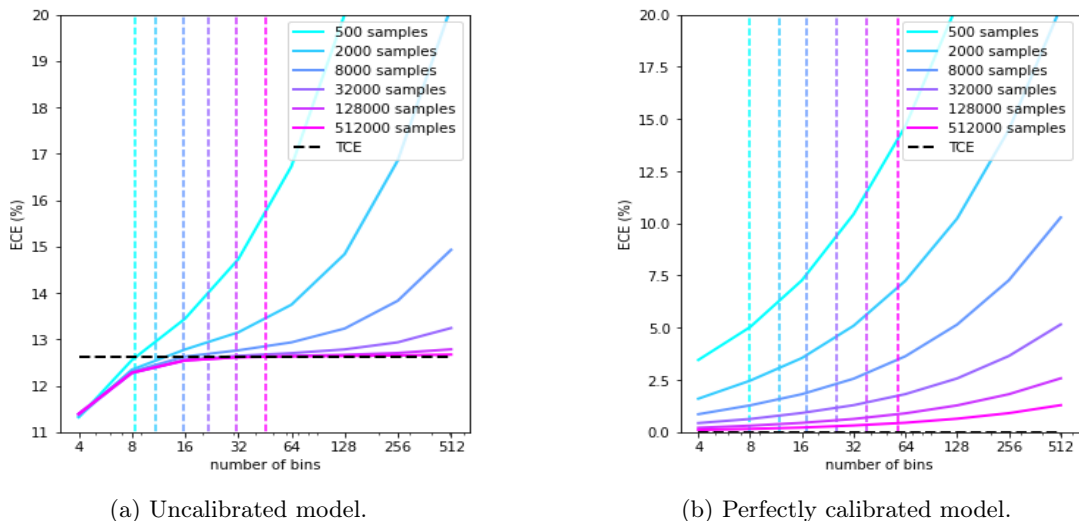 20
19
18
17
16
15
14
13
12
11
ECE (%)
4 8 16 32 64 128 256 512
number of bins
500 samples
2000 samples
8000 samples
32000 samples
128000 samples
512000 samples
TCE
(a) Uncalibrated model.
20.0
17.5
15.0
12.5
10.0
7.5
5.0
2.5
0.0
ECE (%)
4 8 16 32 64 128 256 512
number of bins
500 samples
2000 samples
8000 samples
32000 samples
128000 samples
512000 samples
TCE
(b) Perfectly calibrated model.